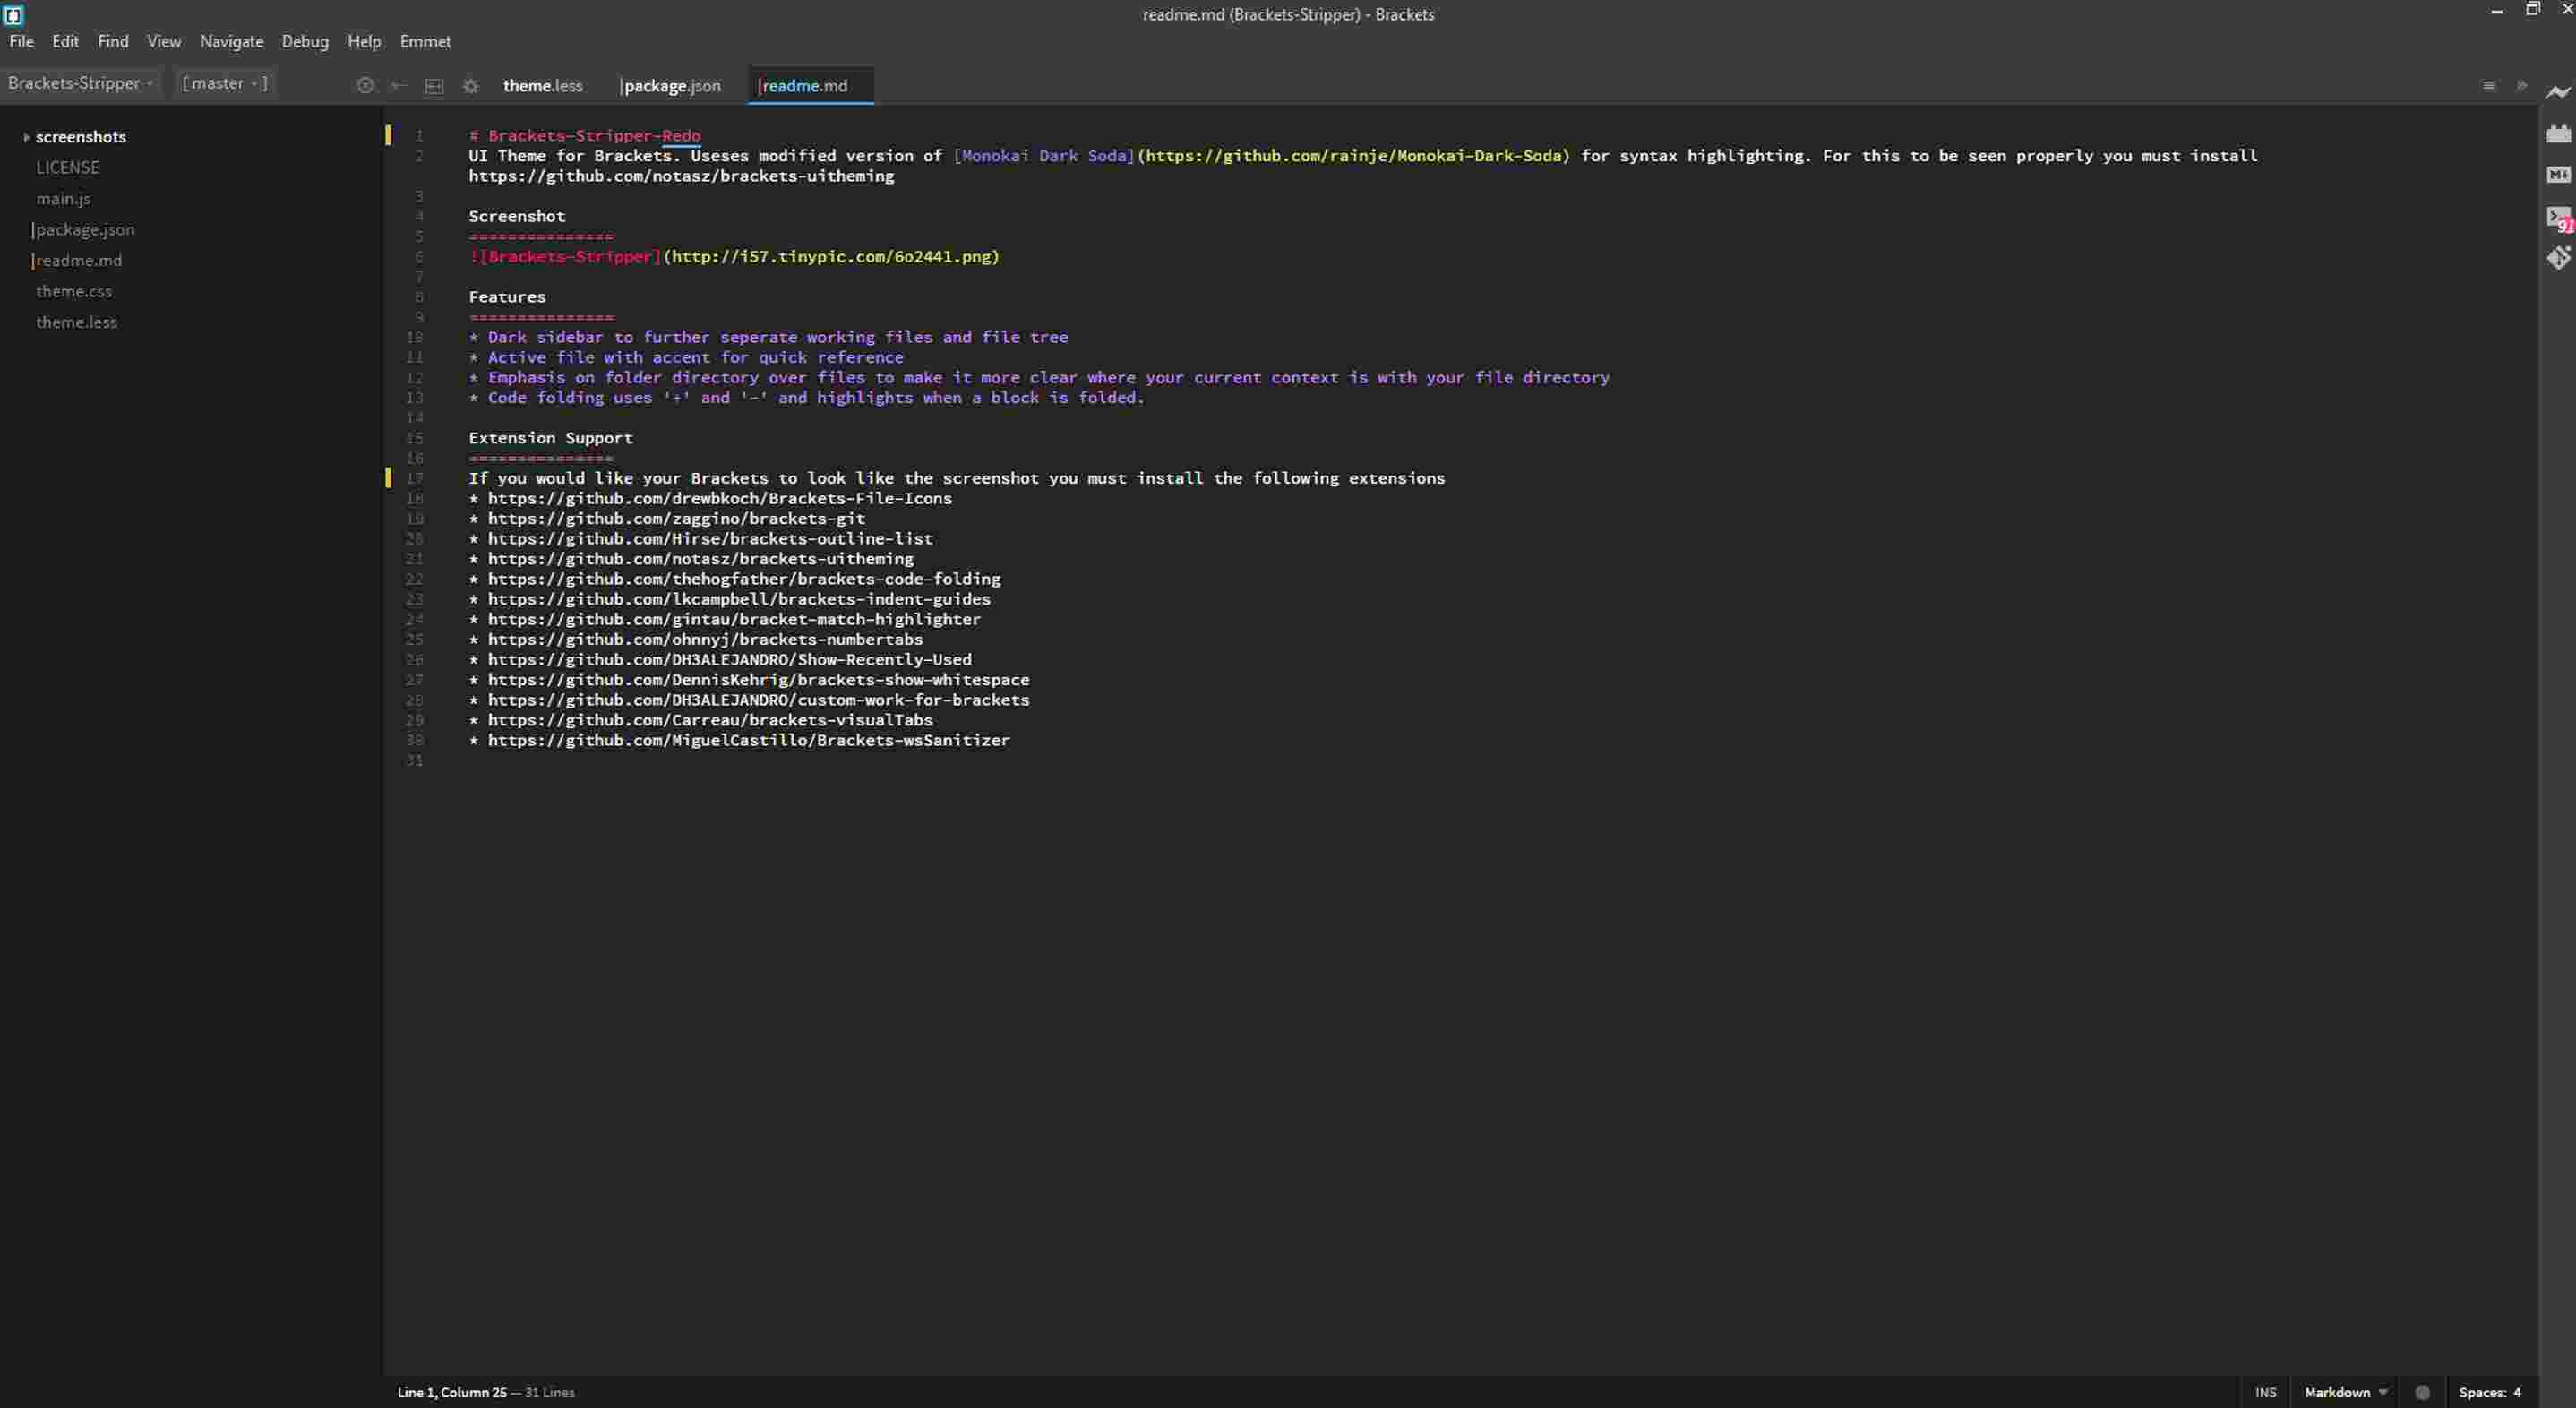 readme.md (Brackets-Stripper) - Brackets
File Edit Find View Navigate Debug Help Emmet
Brackets-Stripper [ master ] theme.less package.json readme.md
screenshots
LICENSE
main.js
package.json
readme.md
theme.css
theme.less
1 # Brackets-Stripper-Redo
2 UI Theme for Brackets. Useses modified version of [Monokai Dark Soda](https://github.com/rainje/Monokai-Dark-Soda) for syntax highlighting. For this to be seen properly you must install
https://github.com/notasz/brackets-uitheming
3
4 Screenshot
5 ===============
6 ![Brackets-Stripper](http://i57.tinypic.com/6o2441.png)
7
8 Features
9 ===============
10 * Dark sidebar to further seperate working files and file tree
11 * Active file with accent for quick reference
12 * Emphasis on folder directory over files to make it more clear where your current context is with your file directory
13 * Code folding uses '+' and '-' and highlights when a block is folded.
14
15 Extension Support
16 ===============
17 If you would like your Brackets to look like the screenshot you must install the following extensions
18 * https://github.com/drewbkoch/Brackets-File-Icons
19 * https://github.com/zaggino/brackets-git
20 * https://github.com/Hirse/brackets-outline-list
21 * https://github.com/notasz/brackets-uitheming
22 * https://github.com/thehogfather/brackets-code-folding
23 * https://github.com/lkcampbell/brackets-indent-guides
24 * https://github.com/gintau/bracket-match-highlighter
25 * https://github.com/ohnnyj/brackets-numbertabs
26 * https://github.com/DH3ALEJANDRO/Show-Recently-Used
27 * https://github.com/DennisKehrig/brackets-show-whitespace
28 * https://github.com/DH3ALEJANDRO/custom-work-for-brackets
29 * https://github.com/Carreau/brackets-visualTabs
30 * https://github.com/MiguelCastillo/Brackets-wsSanitizer
31
M↓
91
Line 1, Column 25 — 31 Lines
INS Markdown Spaces: 4